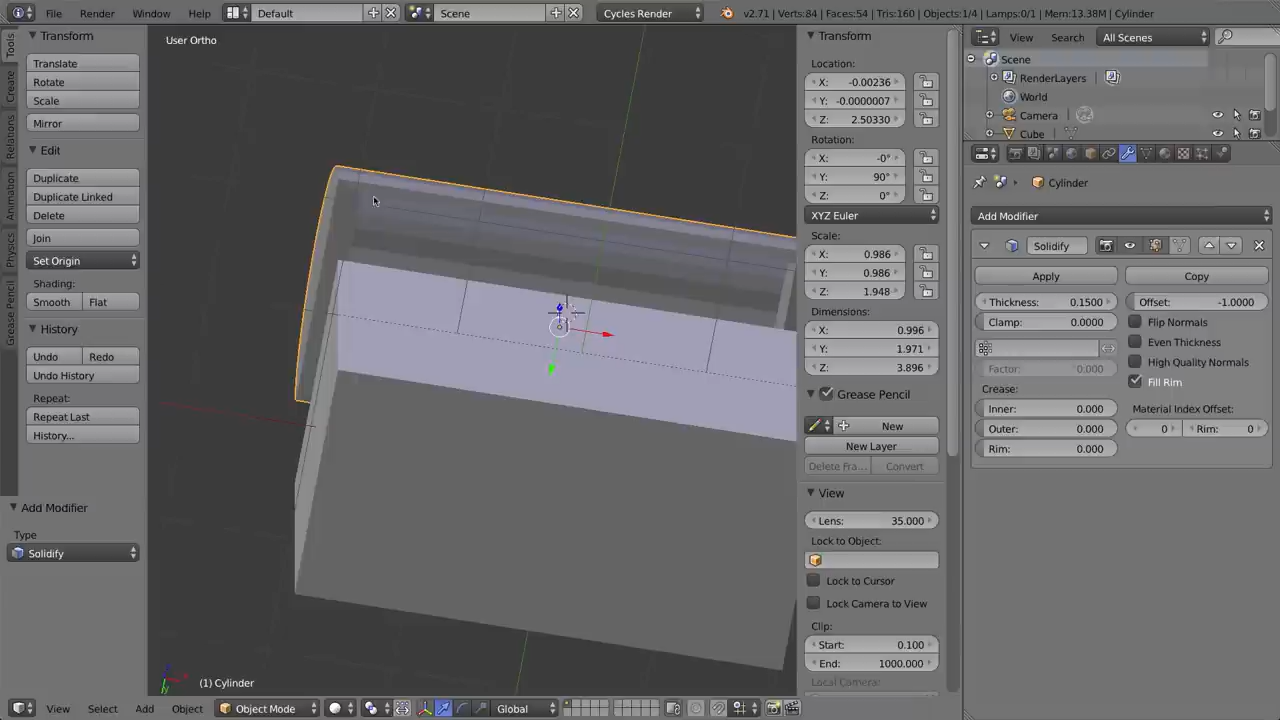 File Render Window Help Default Scene Cycles Render v2.71 | Verts:84 | Faces:54 | Tris:160 | Objects:1/4 | Lamps:0/1 | Mem:13.38M | Cylinder
Tools
Create
Relations
Animation
Physics
Grease Pencil
Transform
Translate
Rotate
Scale
Mirror
Edit
Duplicate
Duplicate Linked
Delete
Join
Set Origin
Shading:
Smooth Flat
History
Undo Redo
Undo History
Repeat:
Repeat Last
History...
Add Modifier
Type
Solidify
User Ortho
(1) Cylinder
View Select Add Object Object Mode Global
Transform
Location:
X: -0.00236
Y: -0.0000007
Z: 2.50330
Rotation:
X: -0°
Y: 90°
Z: 0°
XYZ Euler
Scale:
X: 0.986
Y: 0.986
Z: 1.948
Dimensions:
X: 0.996
Y: 1.971
Z: 3.896
Grease Pencil
New
New Layer
Delete Fra... Convert
View
Lens: 35.000
Lock to Object:
Lock to Cursor
Lock Camera to View
Clip:
Start: 0.100
End: 1000.000
Local Camera:
View Search All Scenes
Scene
RenderLayers
World
Camera
Cube
Cylinder
Add Modifier
Solidify
Apply Copy
Thickness: 0.1500 Offset: -1.0000
Clamp: 0.0000 Flip Normals
Even Thickness
Factor: 0.000 High Quality Normals
Crease: Fill Rim
Inner: 0.000 Material Index Offset:
Outer: 0.000 0 Rim: 0
Rim: 0.000